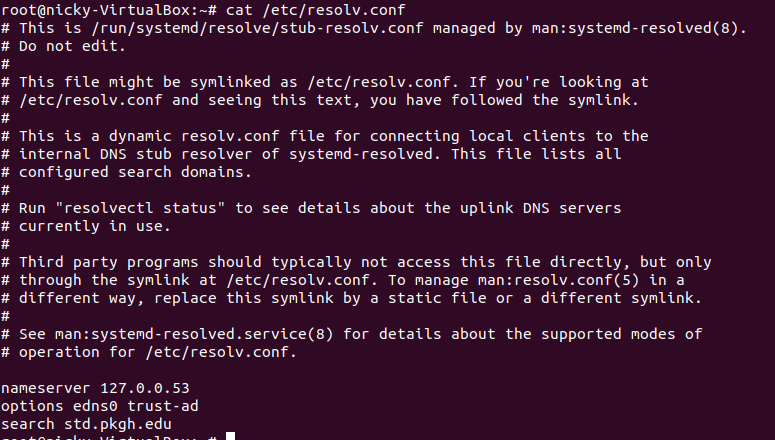 root@nicky-VirtualBox:~# cat /etc/resolv.conf
# This is /run/systemd/resolve/stub-resolv.conf managed by man:systemd-resolved(8).
# Do not edit.
#
# This file might be symlinked as /etc/resolv.conf. If you're looking at
# /etc/resolv.conf and seeing this text, you have followed the symlink.
#
# This is a dynamic resolv.conf file for connecting local clients to the
# internal DNS stub resolver of systemd-resolved. This file lists all
# configured search domains.
#
# Run "resolvectl status" to see details about the uplink DNS servers
# currently in use.
#
# Third party programs should typically not access this file directly, but only
# through the symlink at /etc/resolv.conf. To manage man:resolv.conf(5) in a
# different way, replace this symlink by a static file or a different symlink.
#
# See man:systemd-resolved.service(8) for details about the supported modes of
# operation for /etc/resolv.conf.
nameserver 127.0.0.53
options edns0 trust-ad
search std.pkgh.edu
root@nicky-VirtualBox:~#